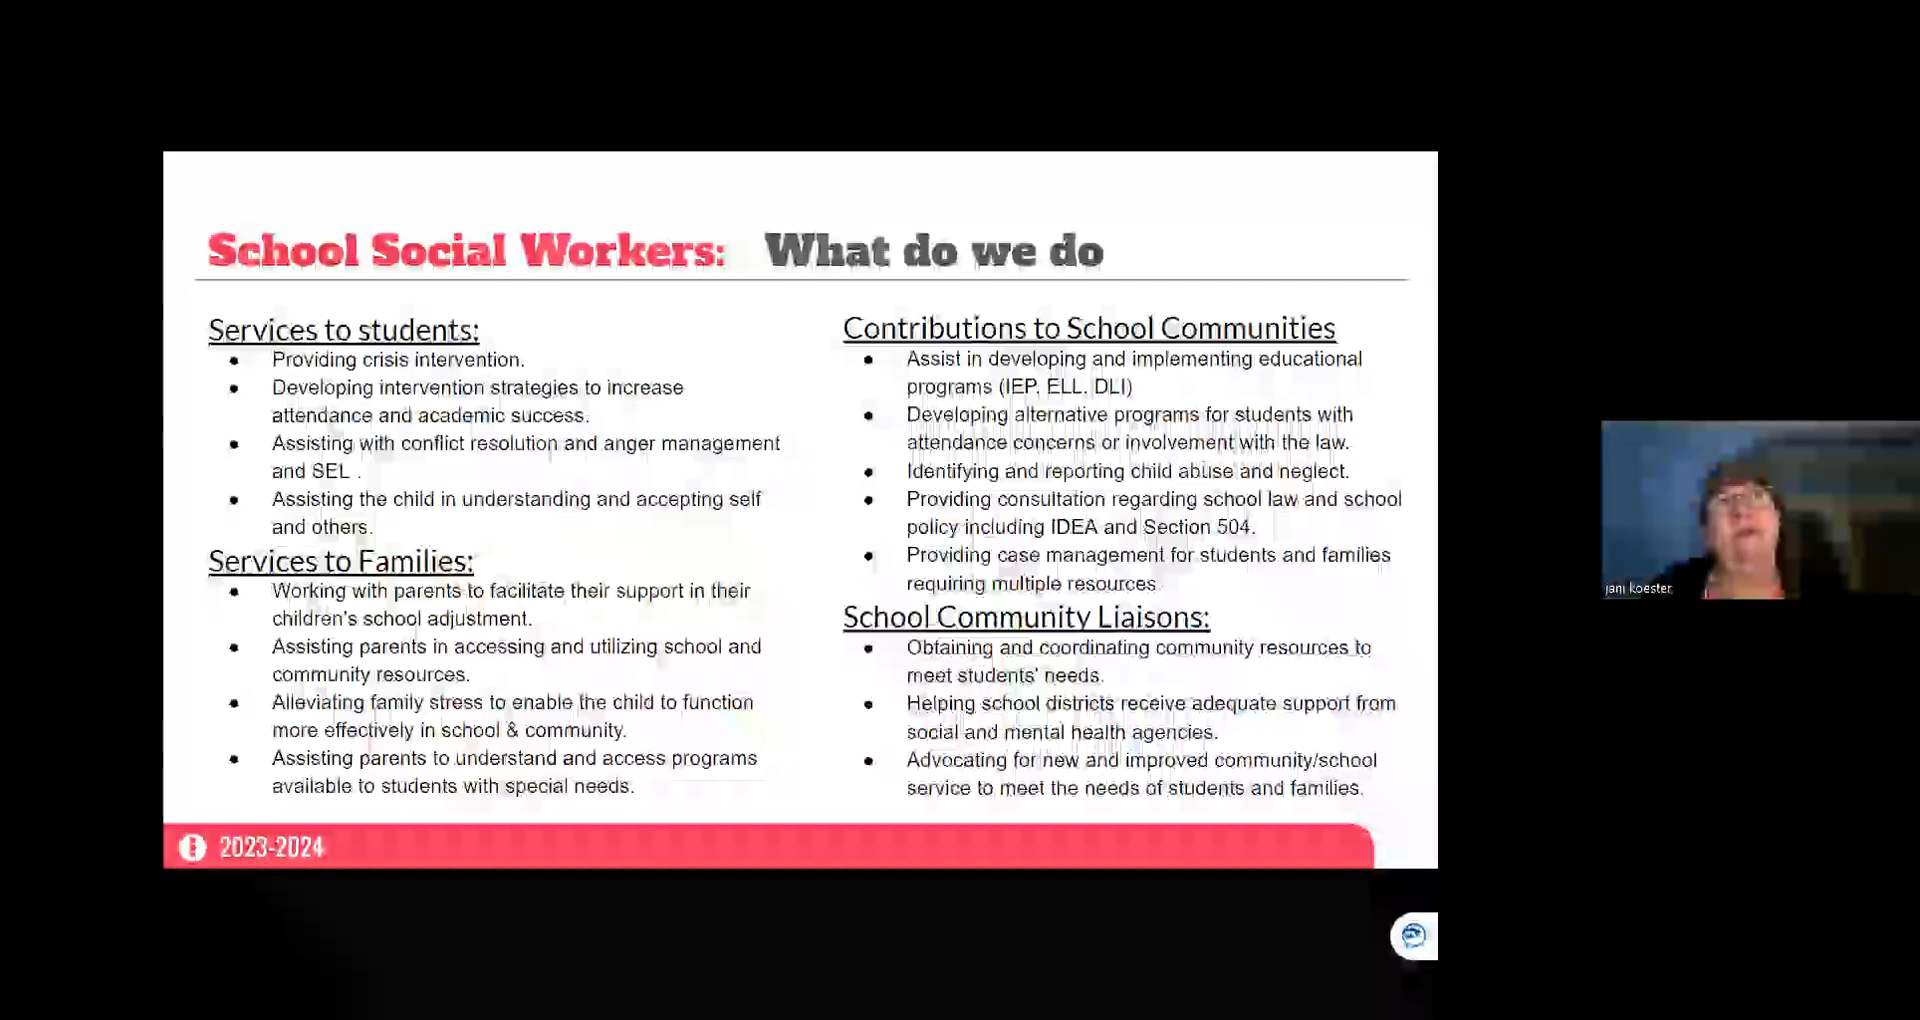 School Social Workers: What do we do
Services to students:
● Providing crisis intervention.
● Developing intervention strategies to increase
attendance and academic success.
● Assisting with conflict resolution and anger management
and SEL .
● Assisting the child in understanding and accepting self
and others.
Services to Families:
● Working with parents to facilitate their support in their
children's school adjustment.
● Assisting parents in accessing and utilizing school and
community resources.
● Alleviating family stress to enable the child to function
more effectively in school & community.
● Assisting parents to understand and access programs
available to students with special needs.
Contributions to School Communities
● Assist in developing and implementing educational
programs (IEP, ELL, DLI)
● Developing alternative programs for students with
attendance concerns or involvement with the law.
● Identifying and reporting child abuse and neglect.
● Providing consultation regarding school law and school
policy including IDEA and Section 504.
● Providing case management for students and families
requiring multiple resources.
School Community Liaisons:
● Obtaining and coordinating community resources to
meet students' needs.
● Helping school districts receive adequate support from
social and mental health agencies.
● Advocating for new and improved community/school
service to meet the needs of students and families.
2023-2024
jani koester